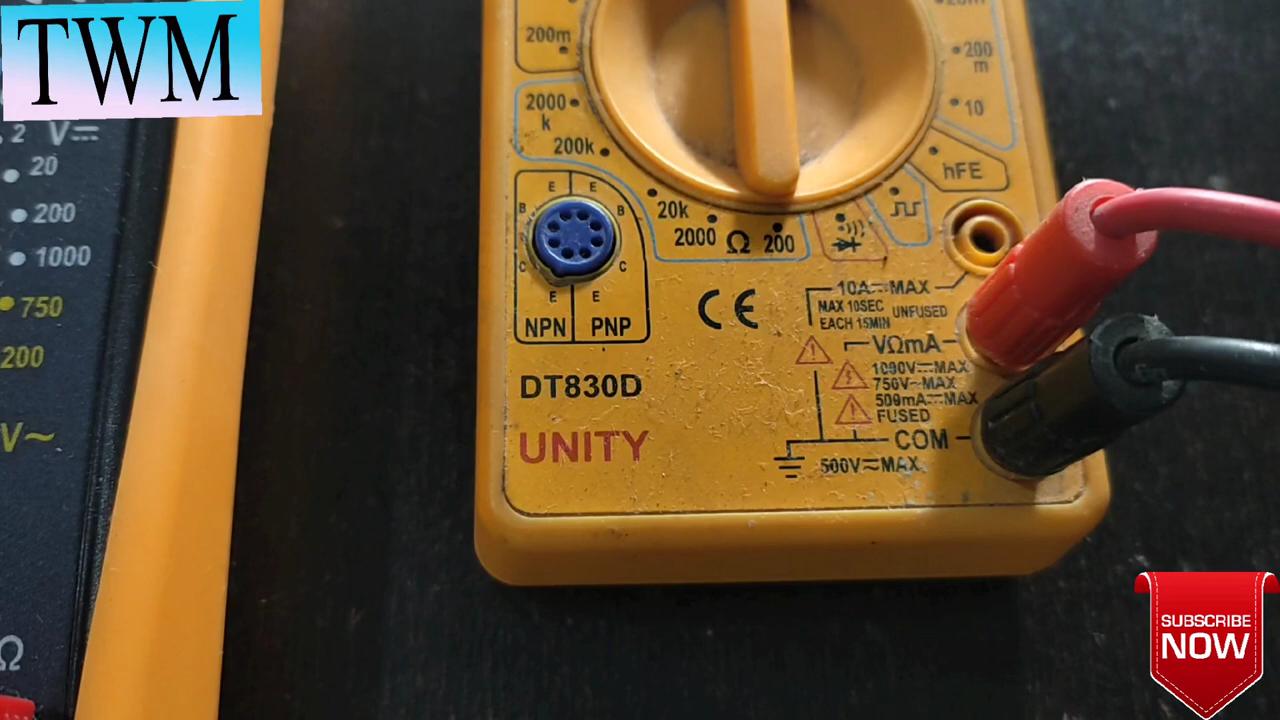 TWM
2 V
20
200
1000
750
200
V~
Ω
200m
2000
k
200k
20k
2000 Ω 200
200
m
10
hFE
E E
B B
C C
E E
NPN PNP
CE
DT830D
UNITY
10A⎓MAX
MAX 10SEC UNFUSED
EACH 15MIN
VΩmA
1000V⎓MAX
750V~MAX
500mA⎓MAX
FUSED
COM
500V≂MAX
SUBSCRIBE
NOW